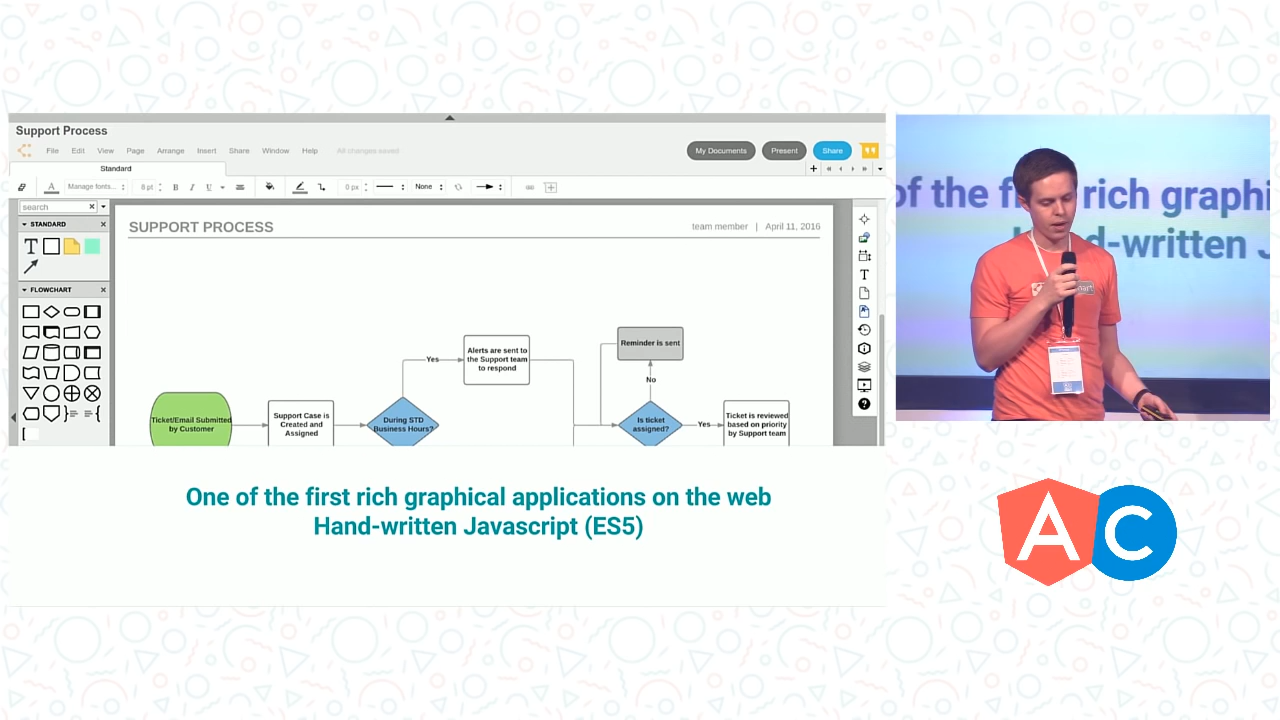 Support Process
File Edit View Page Arrange Insert Share Window Help All changes saved
My Documents Present Share
Standard
Manage fonts... 8 pt B I U 0 px None
search
STANDARD
T
FLOWCHART
SUPPORT PROCESS
team member | April 11, 2016
Ticket/Email Submitted
by Customer
Support Case is
Created and
Assigned
During STD
Business Hours?
Yes
Alerts are sent to
the Support team
to respond
Reminder is sent
No
Is ticket
assigned?
Yes
Ticket is reviewed
based on priority
by Support team
T
One of the first rich graphical applications on the web
Hand-written Javascript (ES5)
of the fi rich graphi
H d-written J
A C